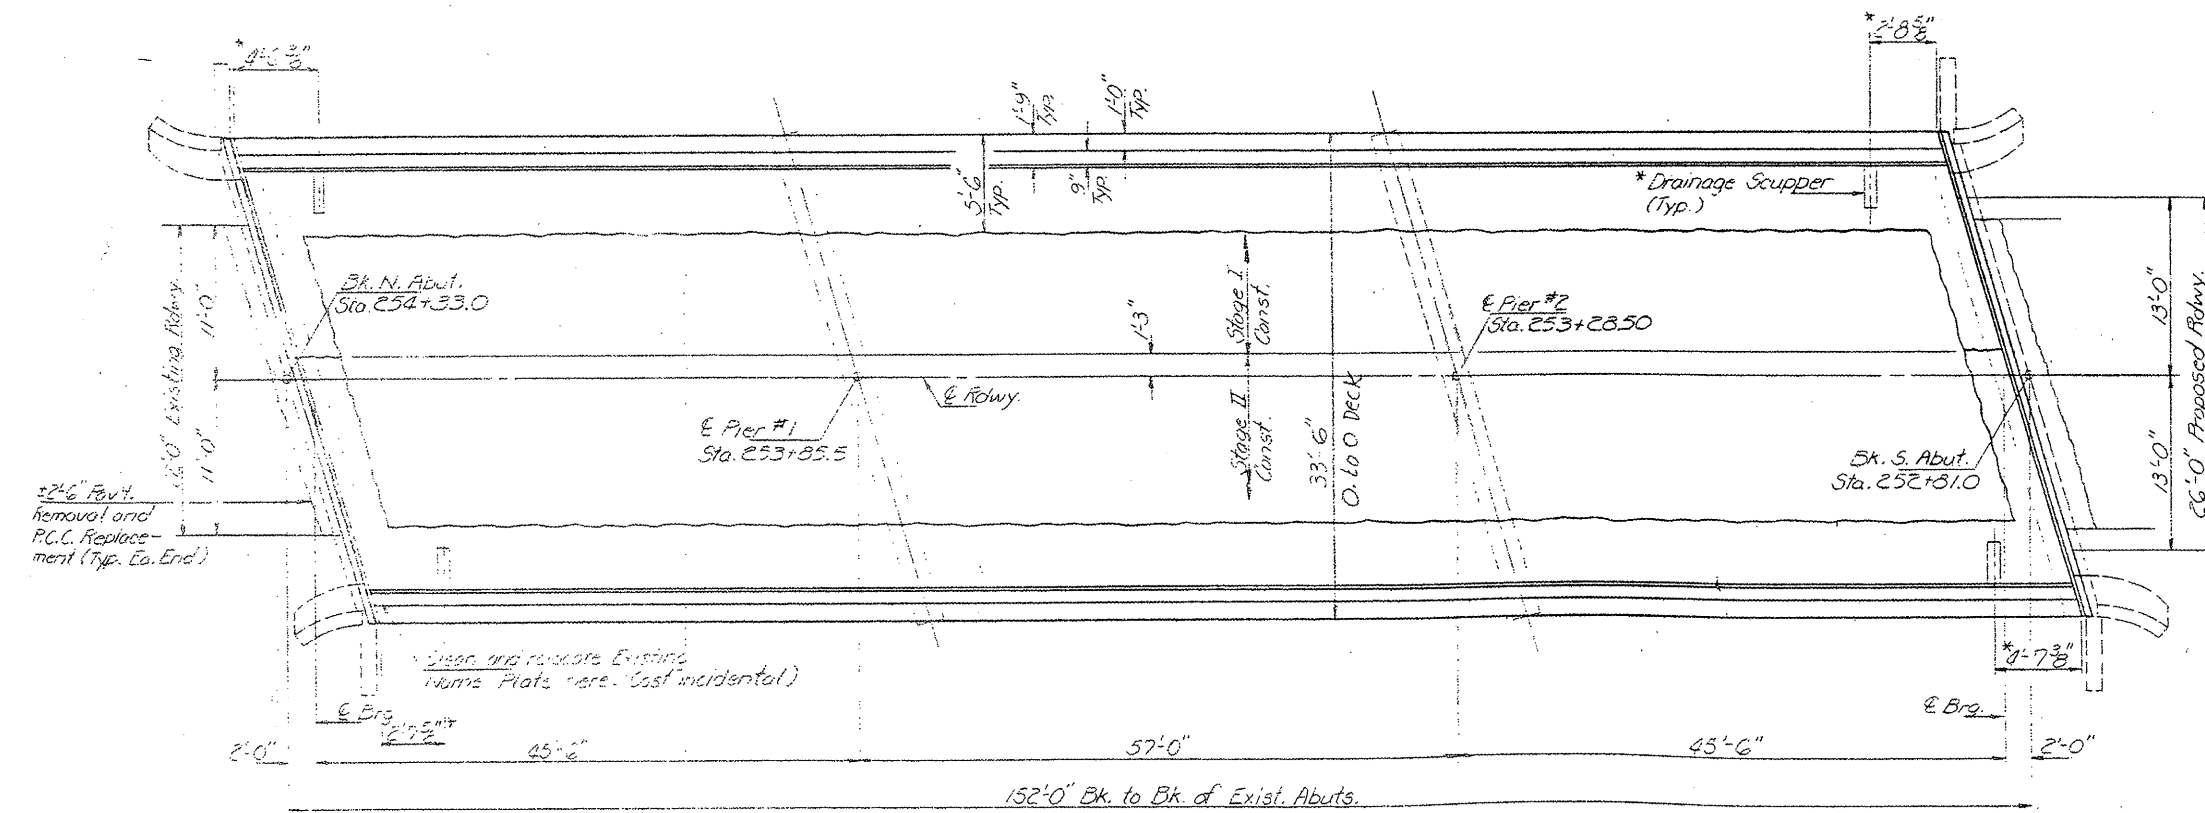 *2'-8⅝"
1'-9"
Typ.
1'-0"
Typ.
5'-6"
Typ.
9"
Typ.
*Drainage Scupper
(Typ.)
Bk. N. Abut.
Sta. 254+33.0
11'-0"
Existing Rdwy.
11'-0"
1'-3"
Stage I
Const.
Stage II
Const.
33'-6"
O. to O Deck
℄ Pier #2
Sta. 253+28.50
℄ Rdwy.
℄ Pier #1
Sta. 253+85.5
Bk. S. Abut.
Sta. 252+81.0
13'-0"
13'-0"
26'-0" Proposed Rdwy.
±2'-6" Pav't.
Removal and
P.C.C. Replace-
ment (Typ. Ea. End)
Clean and relocate Existing
Name Plate here. (Cost incidental)
*4'-7⅜"
℄ Brg.
℄ Brg.
2'-0"
45'-6"
57'-0"
45'-6"
2'-0"
152'-0" Bk. to Bk. of Exist. Abuts.